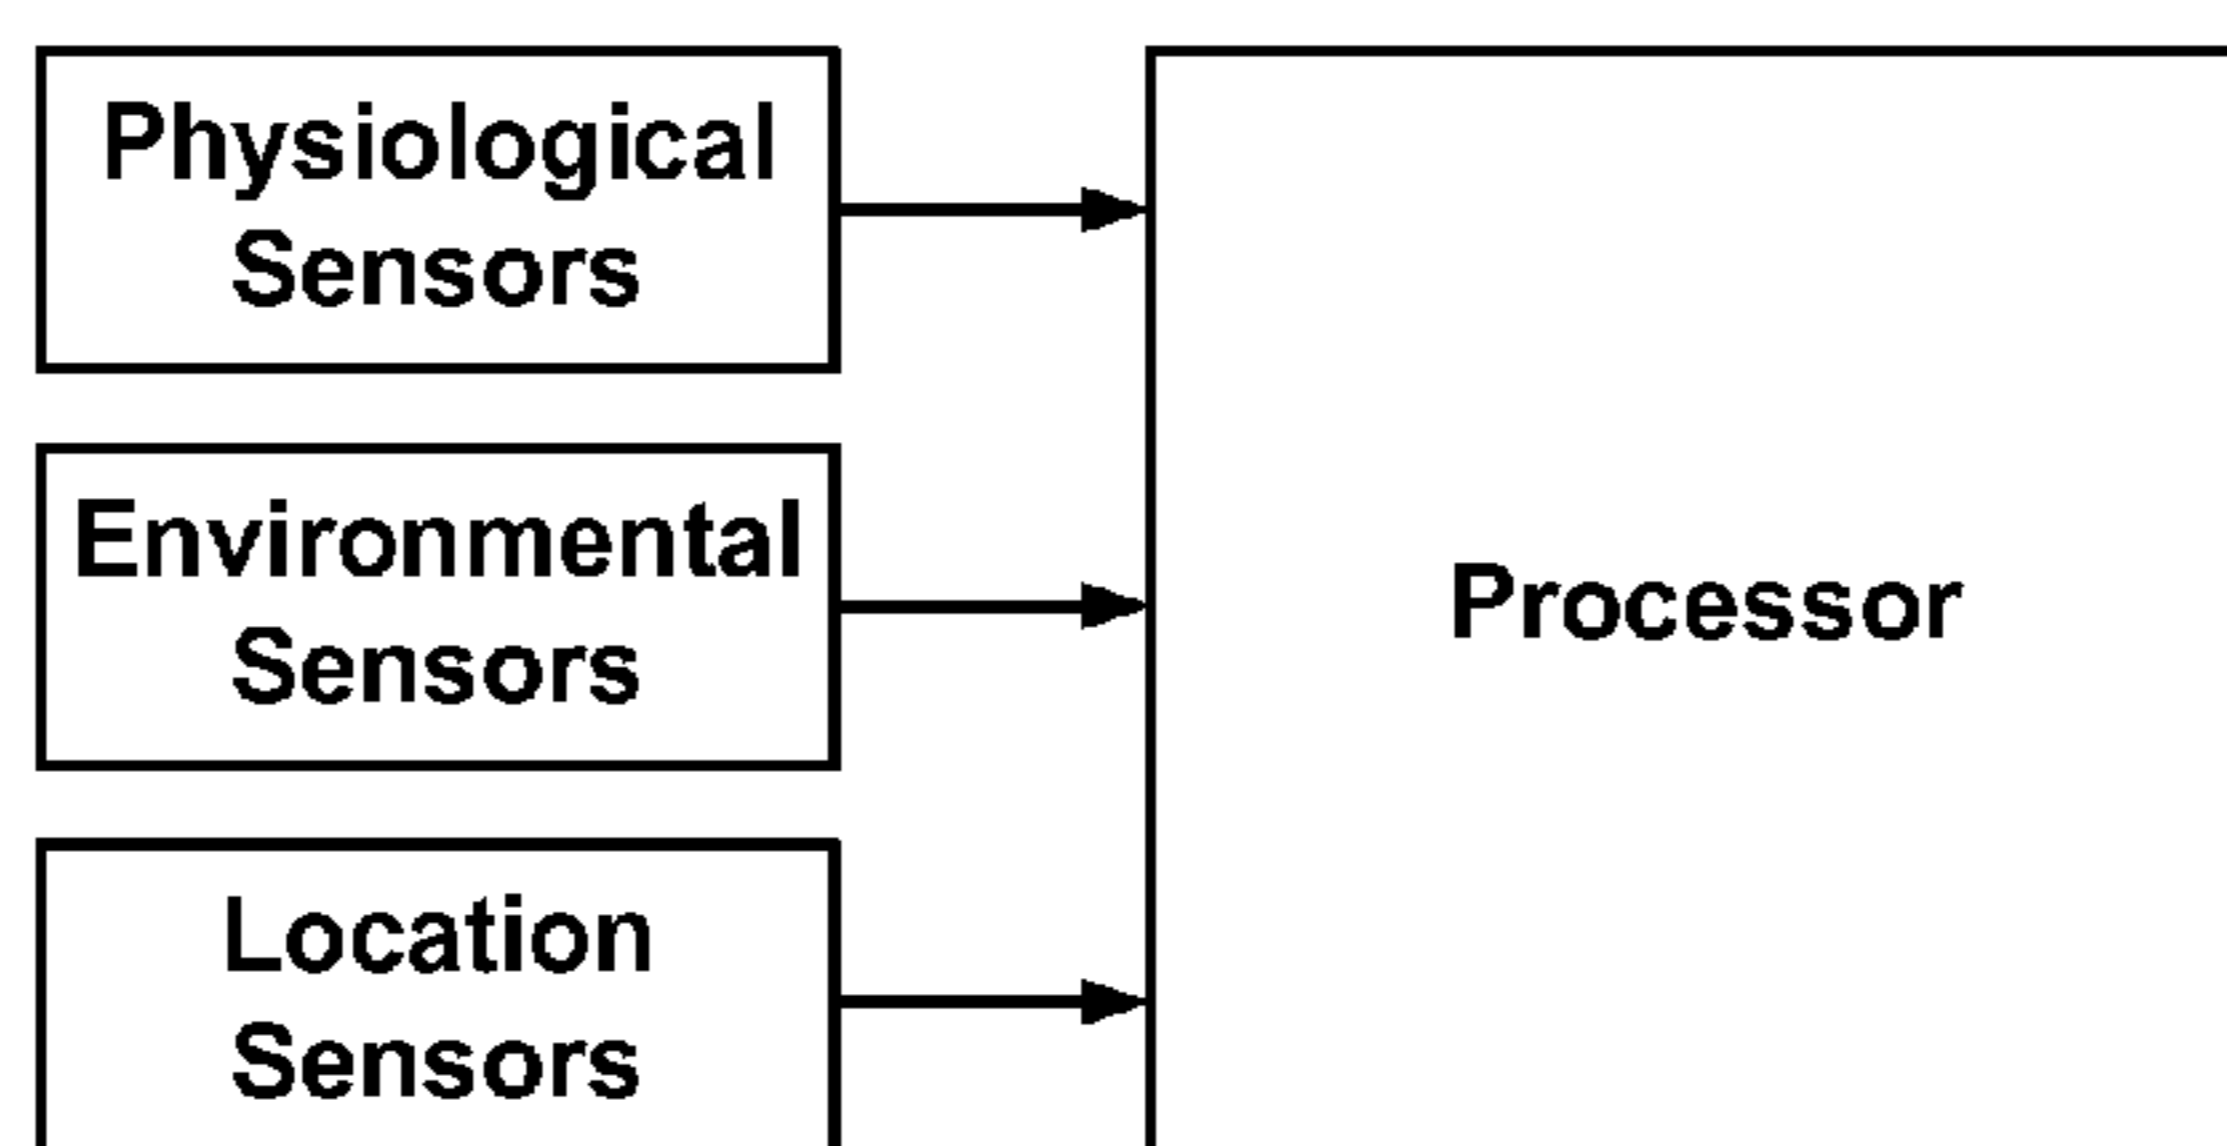 Physiological
Sensors
Environmental
Sensors
Processor
Location
Sensors